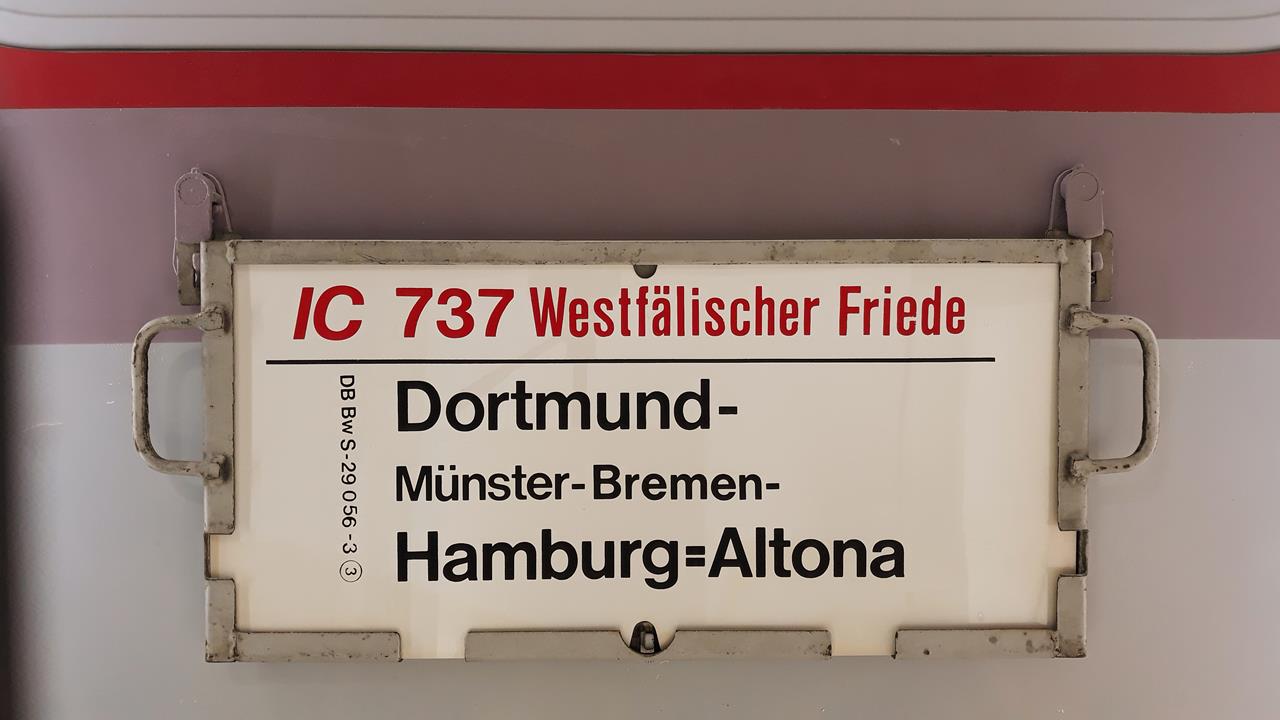 IC 737 Westfälischer Friede
Dortmund-
Münster-Bremen-
Hamburg=Altona
DB Bw S-29 056-3 ③